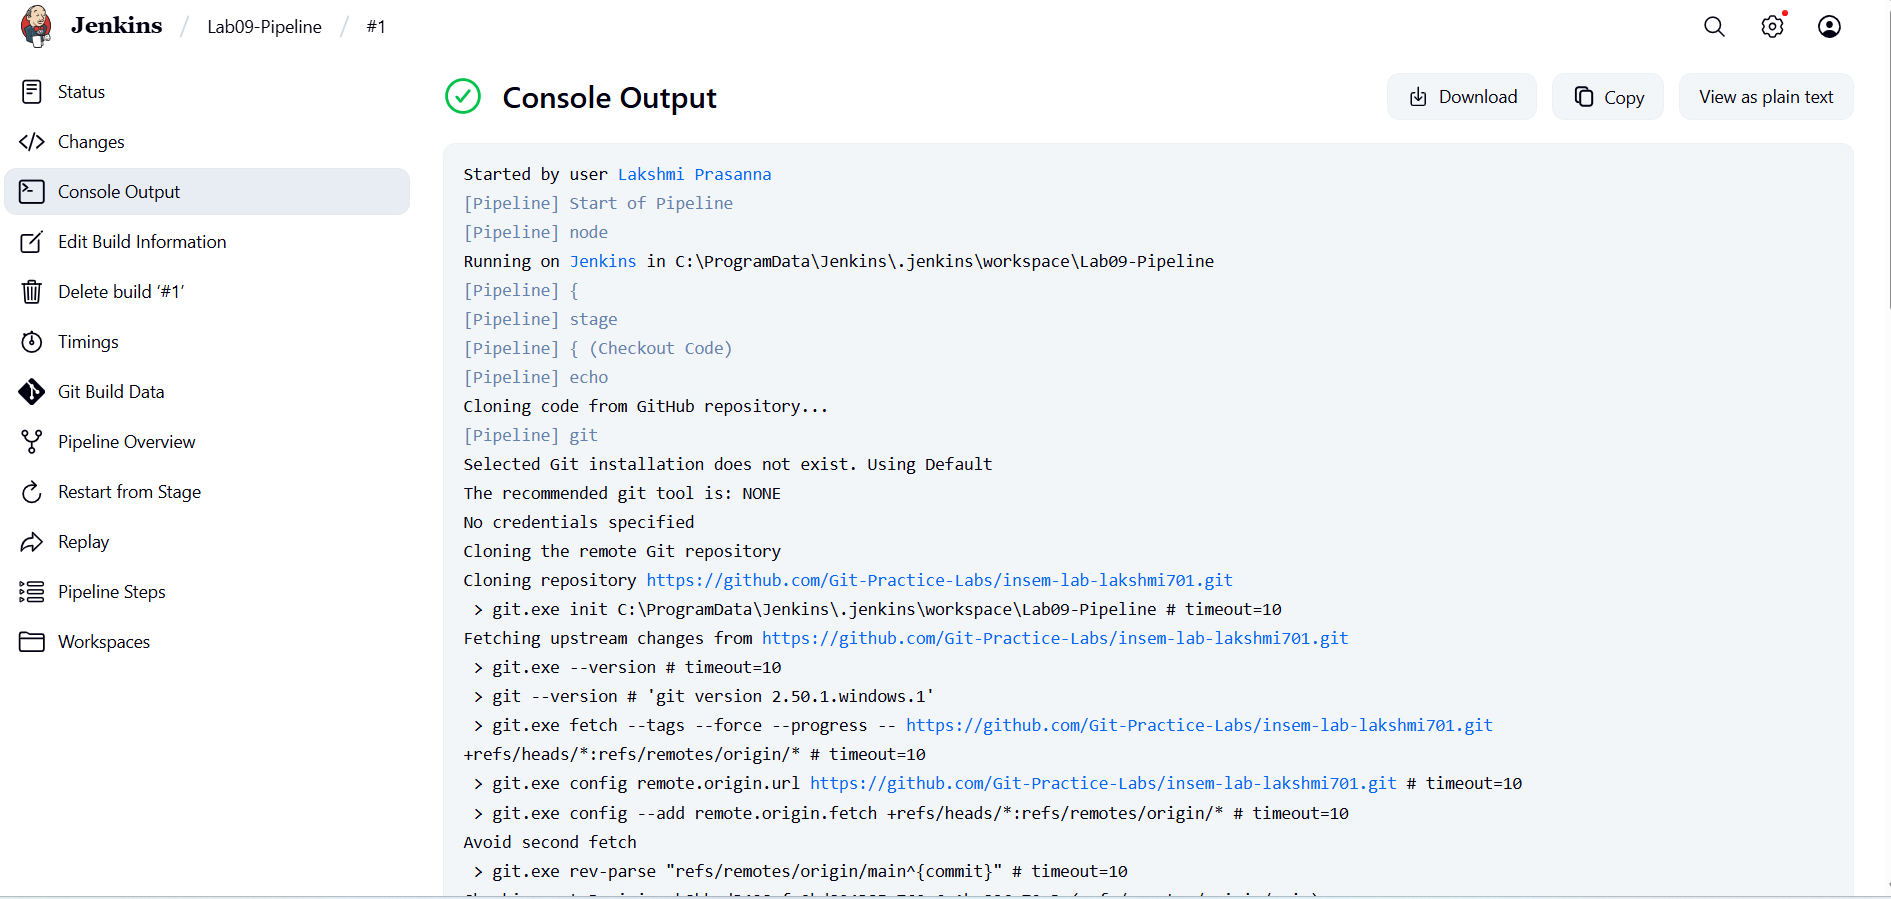 Jenkins / Lab09-Pipeline / #1
Status
Changes
Console Output
Edit Build Information
Delete build ‘#1’
Timings
Git Build Data
Pipeline Overview
Restart from Stage
Replay
Pipeline Steps
Workspaces
Console Output
Download
Copy
View as plain text
Started by user Lakshmi Prasanna
[Pipeline] Start of Pipeline
[Pipeline] node
Running on Jenkins in C:\ProgramData\Jenkins\.jenkins\workspace\Lab09-Pipeline
[Pipeline] {
[Pipeline] stage
[Pipeline] { (Checkout Code)
[Pipeline] echo
Cloning code from GitHub repository...
[Pipeline] git
Selected Git installation does not exist. Using Default
The recommended git tool is: NONE
No credentials specified
Cloning the remote Git repository
Cloning repository https://github.com/Git-Practice-Labs/insem-lab-lakshmi701.git
 > git.exe init C:\ProgramData\Jenkins\.jenkins\workspace\Lab09-Pipeline # timeout=10
Fetching upstream changes from https://github.com/Git-Practice-Labs/insem-lab-lakshmi701.git
 > git.exe --version # timeout=10
 > git --version # 'git version 2.50.1.windows.1'
 > git.exe fetch --tags --force --progress -- https://github.com/Git-Practice-Labs/insem-lab-lakshmi701.git
+refs/heads/*:refs/remotes/origin/* # timeout=10
 > git.exe config remote.origin.url https://github.com/Git-Practice-Labs/insem-lab-lakshmi701.git # timeout=10
 > git.exe config --add remote.origin.fetch +refs/heads/*:refs/remotes/origin/* # timeout=10
Avoid second fetch
 > git.exe rev-parse "refs/remotes/origin/main^{commit}" # timeout=10